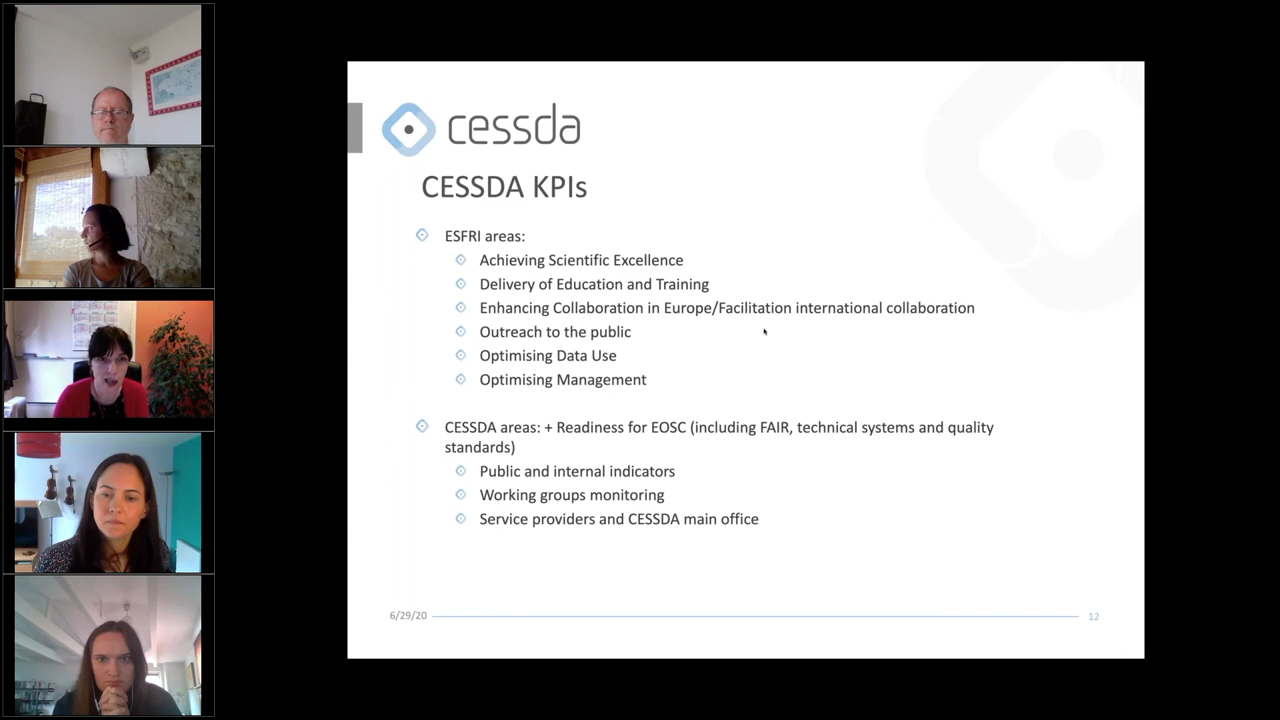 cessda
CESSDA KPIs
ESFRI areas:
Achieving Scientific Excellence
Delivery of Education and Training
Enhancing Collaboration in Europe/Facilitation international collaboration
Outreach to the public
Optimising Data Use
Optimising Management
CESSDA areas: + Readiness for EOSC (including FAIR, technical systems and quality
standards)
Public and internal indicators
Working groups monitoring
Service providers and CESSDA main office
6/29/20
12